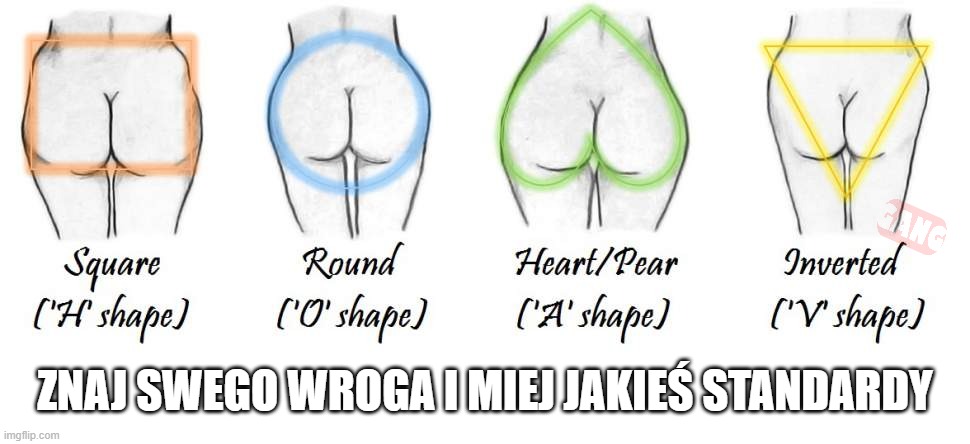 Square
('H' shape)
Round
('O' shape)
Heart/Pear
('A' shape)
Inverted
('V' shape)
ZNAJ SWEGO WROGA I MIEJ JAKIEŚ STANDARDY
imgflip.com